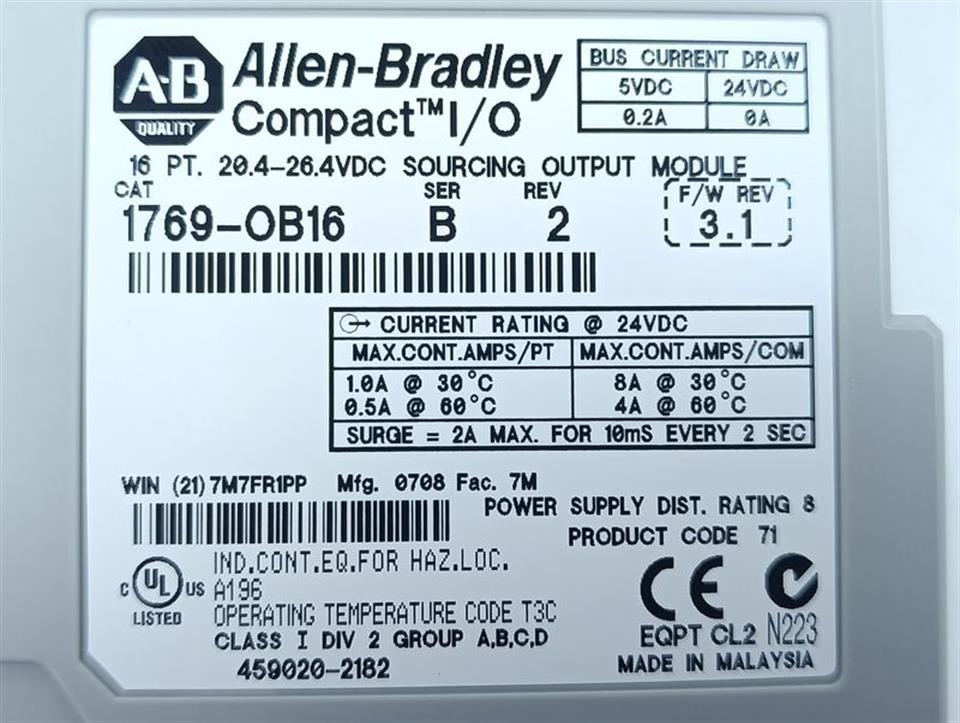 A-B
QUALITY
Allen-Bradley
Compact™ I/O
BUS CURRENT DRAW
5VDC 24VDC
0.2A 0A
16 PT. 20.4-26.4VDC SOURCING OUTPUT MODULE
CAT SER REV F/W REV
1769-OB16 B 2 3.1
CURRENT RATING @ 24VDC
MAX.CONT.AMPS/PT MAX.CONT.AMPS/COM
1.0A @ 30°C 8A @ 30°C
0.5A @ 60°C 4A @ 60°C
SURGE = 2A MAX. FOR 10mS EVERY 2 SEC
WIN (21) 7M7FR1PP Mfg. 0708 Fac. 7M
POWER SUPPLY DIST. RATING 8
PRODUCT CODE 71
IND.CONT.EQ.FOR HAZ.LOC.
C UL US A196
LISTED
OPERATING TEMPERATURE CODE T3C
CLASS I DIV 2 GROUP A,B,C,D
459020-2182
CE
EQPT CL2 N223
MADE IN MALAYSIA